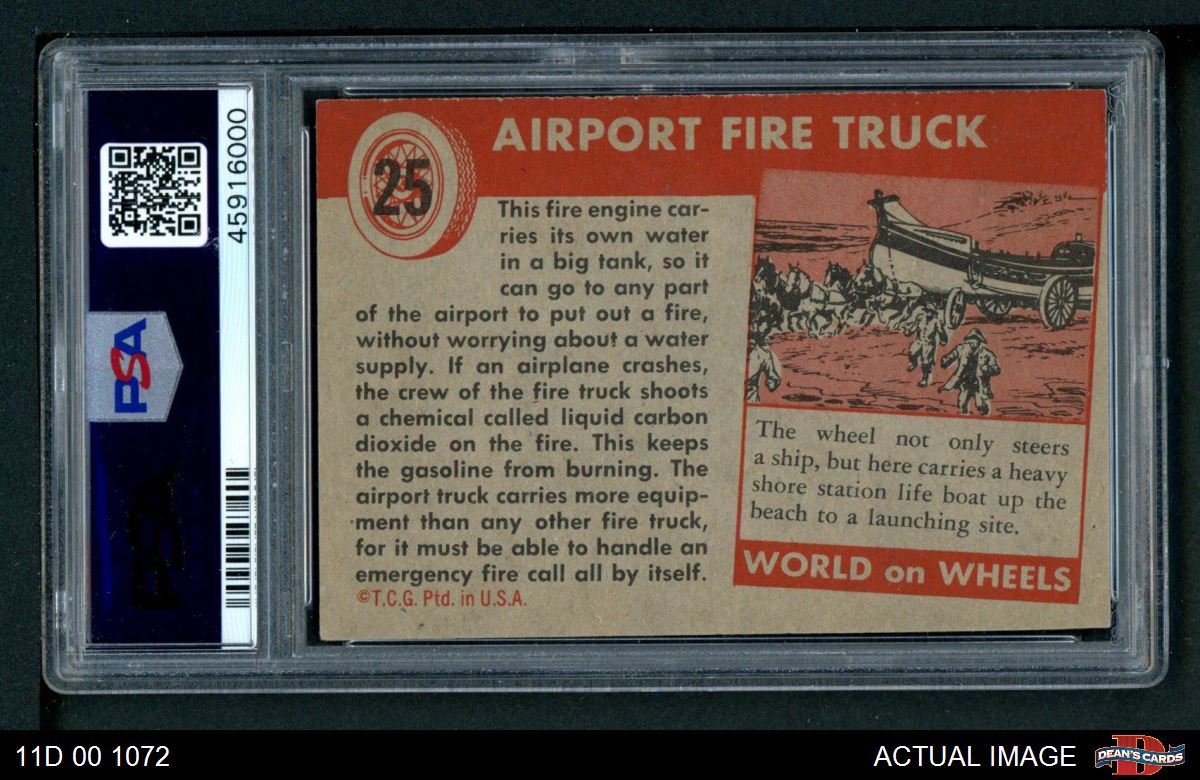 45916000
PSA
PSA
25
AIRPORT FIRE TRUCK
This fire engine car-
ries its own water
in a big tank, so it
can go to any part
of the airport to put out a fire,
without worrying about a water
supply. If an airplane crashes,
the crew of the fire truck shoots
a chemical called liquid carbon
dioxide on the fire. This keeps
the gasoline from burning. The
airport truck carries more equip-
ment than any other fire truck,
for it must be able to handle an
emergency fire call all by itself.
©T.C.G. Ptd. in U.S.A.
The wheel not only steers
a ship, but here carries a heavy
shore station life boat up the
beach to a launching site.
WORLD on WHEELS
11D 00 1072
ACTUAL IMAGE
D
DEAN'S CARDS